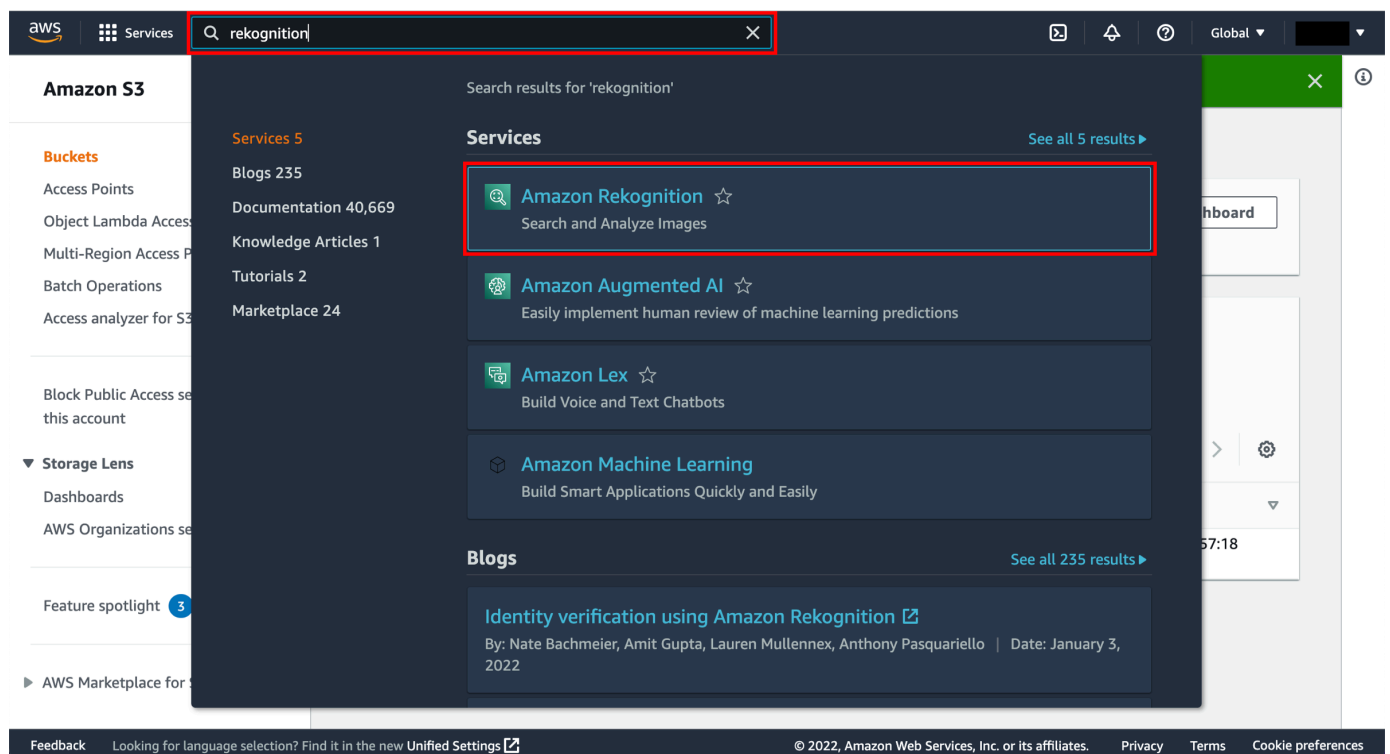 aws
Services
rekognition
Global
Amazon S3
Buckets
Access Points
Object Lambda Access
Multi-Region Access P
Batch Operations
Access analyzer for S3
Block Public Access se
this account
Storage Lens
Dashboards
AWS Organizations se
Feature spotlight 3
AWS Marketplace for
Search results for 'rekognition'
Services 5
Blogs 235
Documentation 40,669
Knowledge Articles 1
Tutorials 2
Marketplace 24
Services
See all 5 results
Amazon Rekognition
Search and Analyze Images
Amazon Augmented AI
Easily implement human review of machine learning predictions
Amazon Lex
Build Voice and Text Chatbots
Amazon Machine Learning
Build Smart Applications Quickly and Easily
Blogs
See all 235 results
Identity verification using Amazon Rekognition
By: Nate Bachmeier, Amit Gupta, Lauren Mullennex, Anthony Pasquariello | Date: January 3,
2022
hboard
57:18
Feedback
Looking for language selection? Find it in the new Unified Settings
© 2022, Amazon Web Services, Inc. or its affiliates.
Privacy
Terms
Cookie preferences